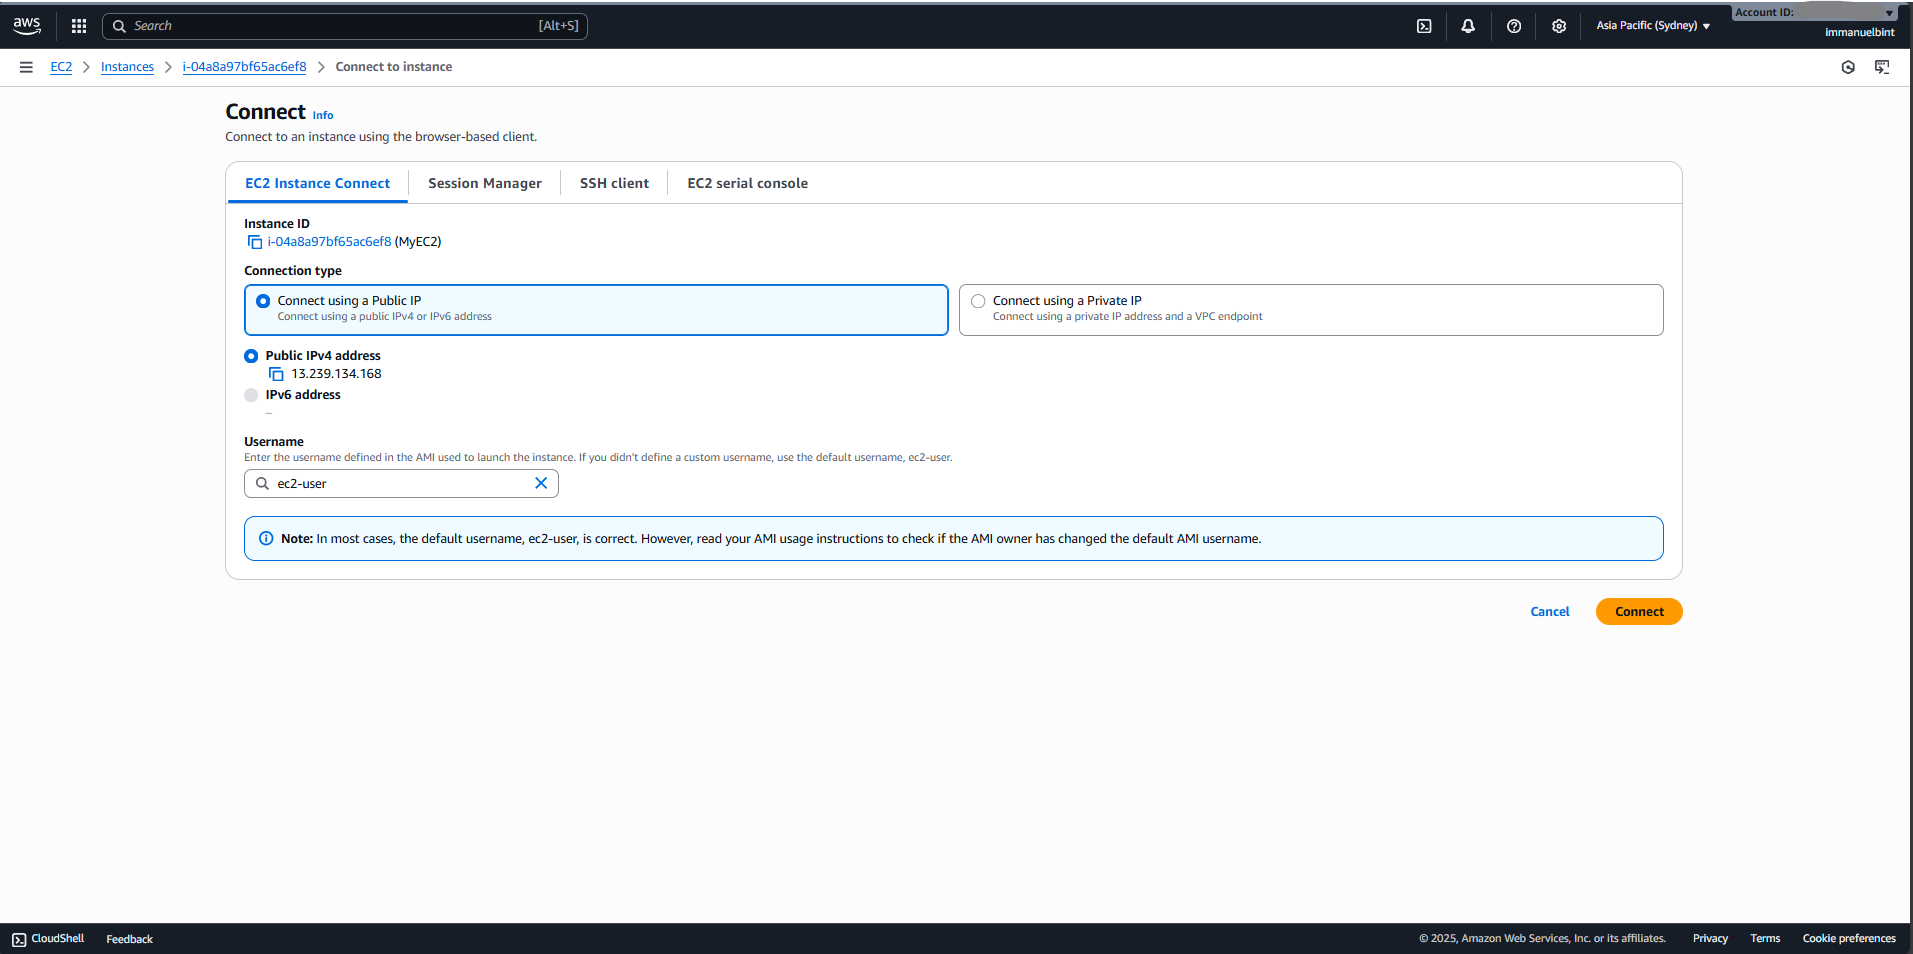 aws
Search [Alt+S]
Asia Pacific (Sydney)
Account ID:
immanuelbint
EC2 Instances i-04a8a97bf65ac6ef8 Connect to instance
Connect Info
Connect to an instance using the browser-based client.
EC2 Instance Connect Session Manager SSH client EC2 serial console
Instance ID
i-04a8a97bf65ac6ef8 (MyEC2)
Connection type
Connect using a Public IP
Connect using a public IPv4 or IPv6 address
Connect using a Private IP
Connect using a private IP address and a VPC endpoint
Public IPv4 address
13.239.134.168
IPv6 address
–
Username
Enter the username defined in the AMI used to launch the instance. If you didn't define a custom username, use the default username, ec2-user.
ec2-user
Note: In most cases, the default username, ec2-user, is correct. However, read your AMI usage instructions to check if the AMI owner has changed the default AMI username.
Cancel Connect
CloudShell Feedback © 2025, Amazon Web Services, Inc. or its affiliates. Privacy Terms Cookie preferences